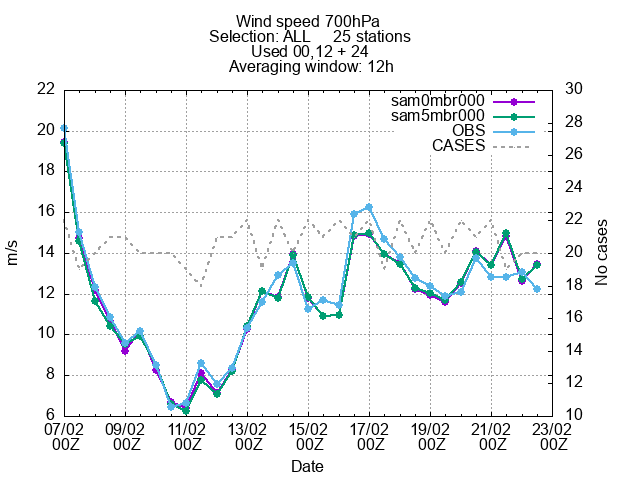 Wind speed 700hPa
Selection: ALL 25 stations
Used 00,12 + 24
Averaging window: 12h
sam0mbr000
sam5mbr000
OBS
CASES
22
20
18
16
14
12
10
8
6
m/s
30
28
26
24
22
20
18
16
14
12
10
No cases
07/02 09/02 11/02 13/02 15/02 17/02 19/02 21/02 23/02
00Z 00Z 00Z 00Z 00Z 00Z 00Z 00Z 00Z
Date